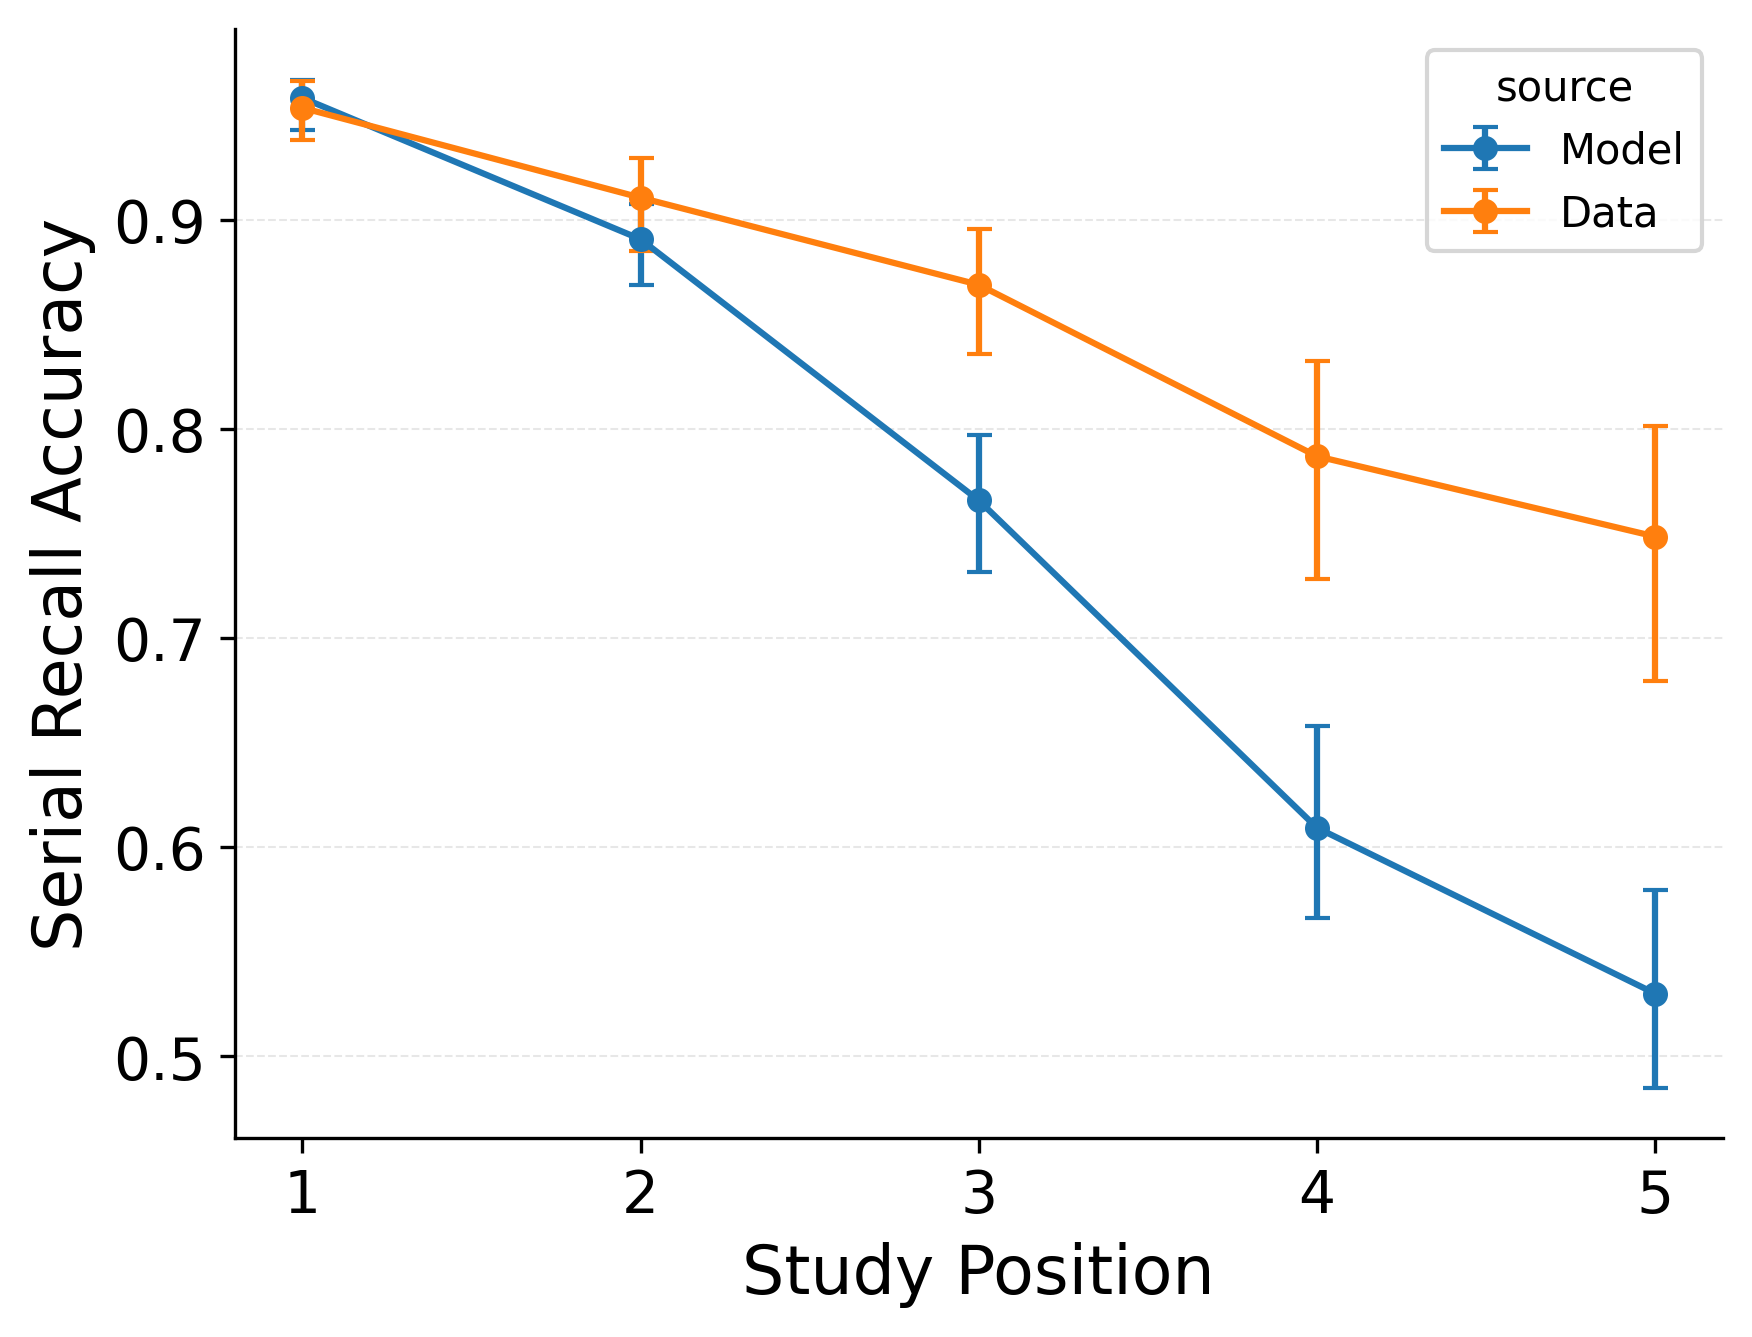 source
Model
Data
0.9
0.8
0.7
0.6
0.5
Serial Recall Accuracy
1 2 3 4 5
Study Position